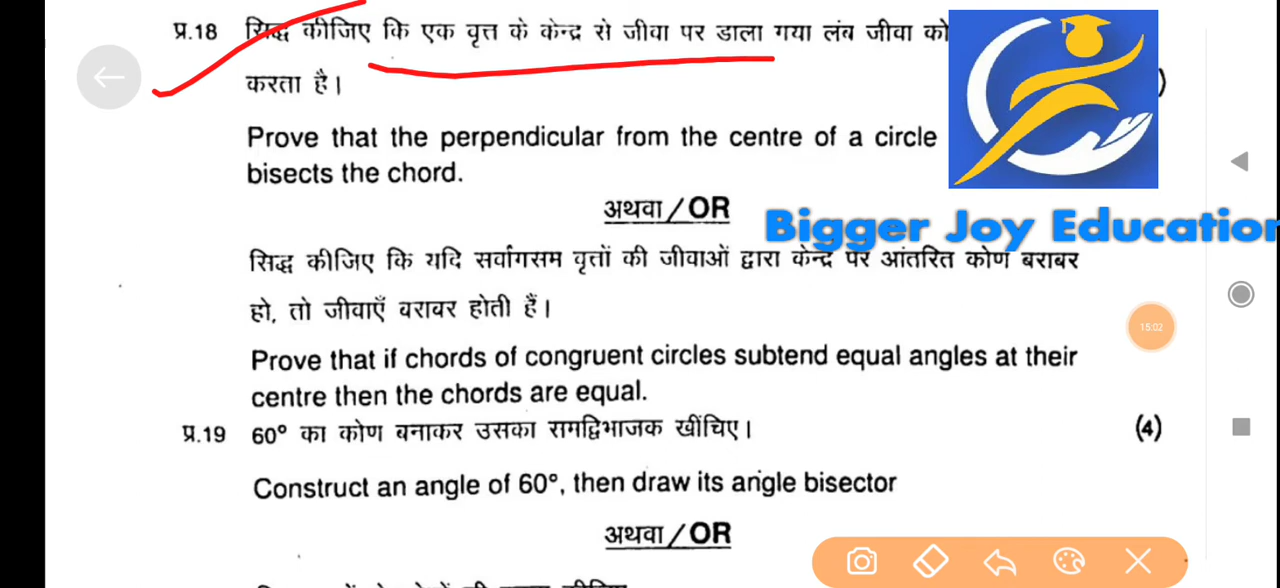 प्र.18 सिद्ध कीजिए कि एक वृत्त के केन्द्र से जीवा पर डाला गया लंब जीवा को
करता है।
)
Prove that the perpendicular from the centre of a circle
bisects the chord.
अथवा / OR
Bigger Joy Education
सिद्ध कीजिए कि यदि सर्वांगसम वृत्तों की जीवाओं द्वारा केन्द्र पर आंतरित कोण बराबर
हो, तो जीवाएँ बराबर होती हैं।
15:02
Prove that if chords of congruent circles subtend equal angles at their
centre then the chords are equal.
प्र.19 60° का कोण बनाकर उसका रामद्विभाजक खींचिए। (4)
Construct an angle of 60°, then draw its angle bisector
अथवा / OR